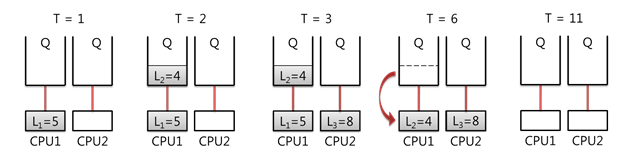 T = 1 T = 2 T = 3 T = 6 T = 11
Q Q Q Q Q Q Q Q Q Q
L₂=4 L₂=4
L₁=5 L₁=5 L₁=5 L₃=8 L₂=4 L₃=8
CPU1 CPU2 CPU1 CPU2 CPU1 CPU2 CPU1 CPU2 CPU1 CPU2